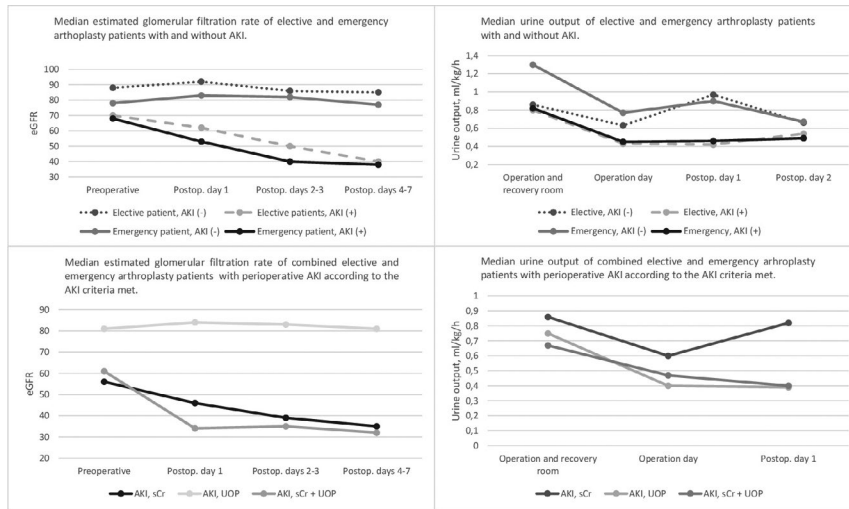 Median estimated glomerular filtration rate of elective and emergency
arthoplasty patients with and without AKI.
100
90
80
70
60
50
40
30
eGFR
Preoperative
Postop. day 1
Postop. days 2-3
Postop. days 4-7
Elective patient, AKI (-)
Elective patients, AKI (+)
Emergency patient, AKI (-)
Emergency patient, AKI (+)
Median urine output of elective and emergency arthroplasty patients
with and without AKI.
1,4
1,2
1
0,8
0,6
0,4
0,2
Urine output, ml/kg/h
Operation and
recovery room
Operation day
Postop. day 1
Postop. day 2
Elective, AKI (-)
Elective, AKI (+)
Emergency, AKI (-)
Emergency, AKI (+)
Median estimated glomerular filtration rate of combined elective and
emergency arthroplasty patients with perioperative AKI according to the
AKI criteria met.
90
80
70
60
50
40
30
20
eGFR
Preoperative
Postop. day 1
Postop. days 2-3
Postop. days 4-7
AKI, sCr
AKI, UOP
AKI, sCr + UOP
Median urine output of combined elective and emergency arhroplasty
patients with perioperative AKI according to the AKI criteria met.
1
0,9
0,8
0,7
0,6
0,5
0,4
0,3
0,2
0,1
0
Urine output, ml/kg/h
Operation and recovery
room
Operation day
Postop. day 1
AKI, sCr
AKI, UOP
AKI, sCr + UOP